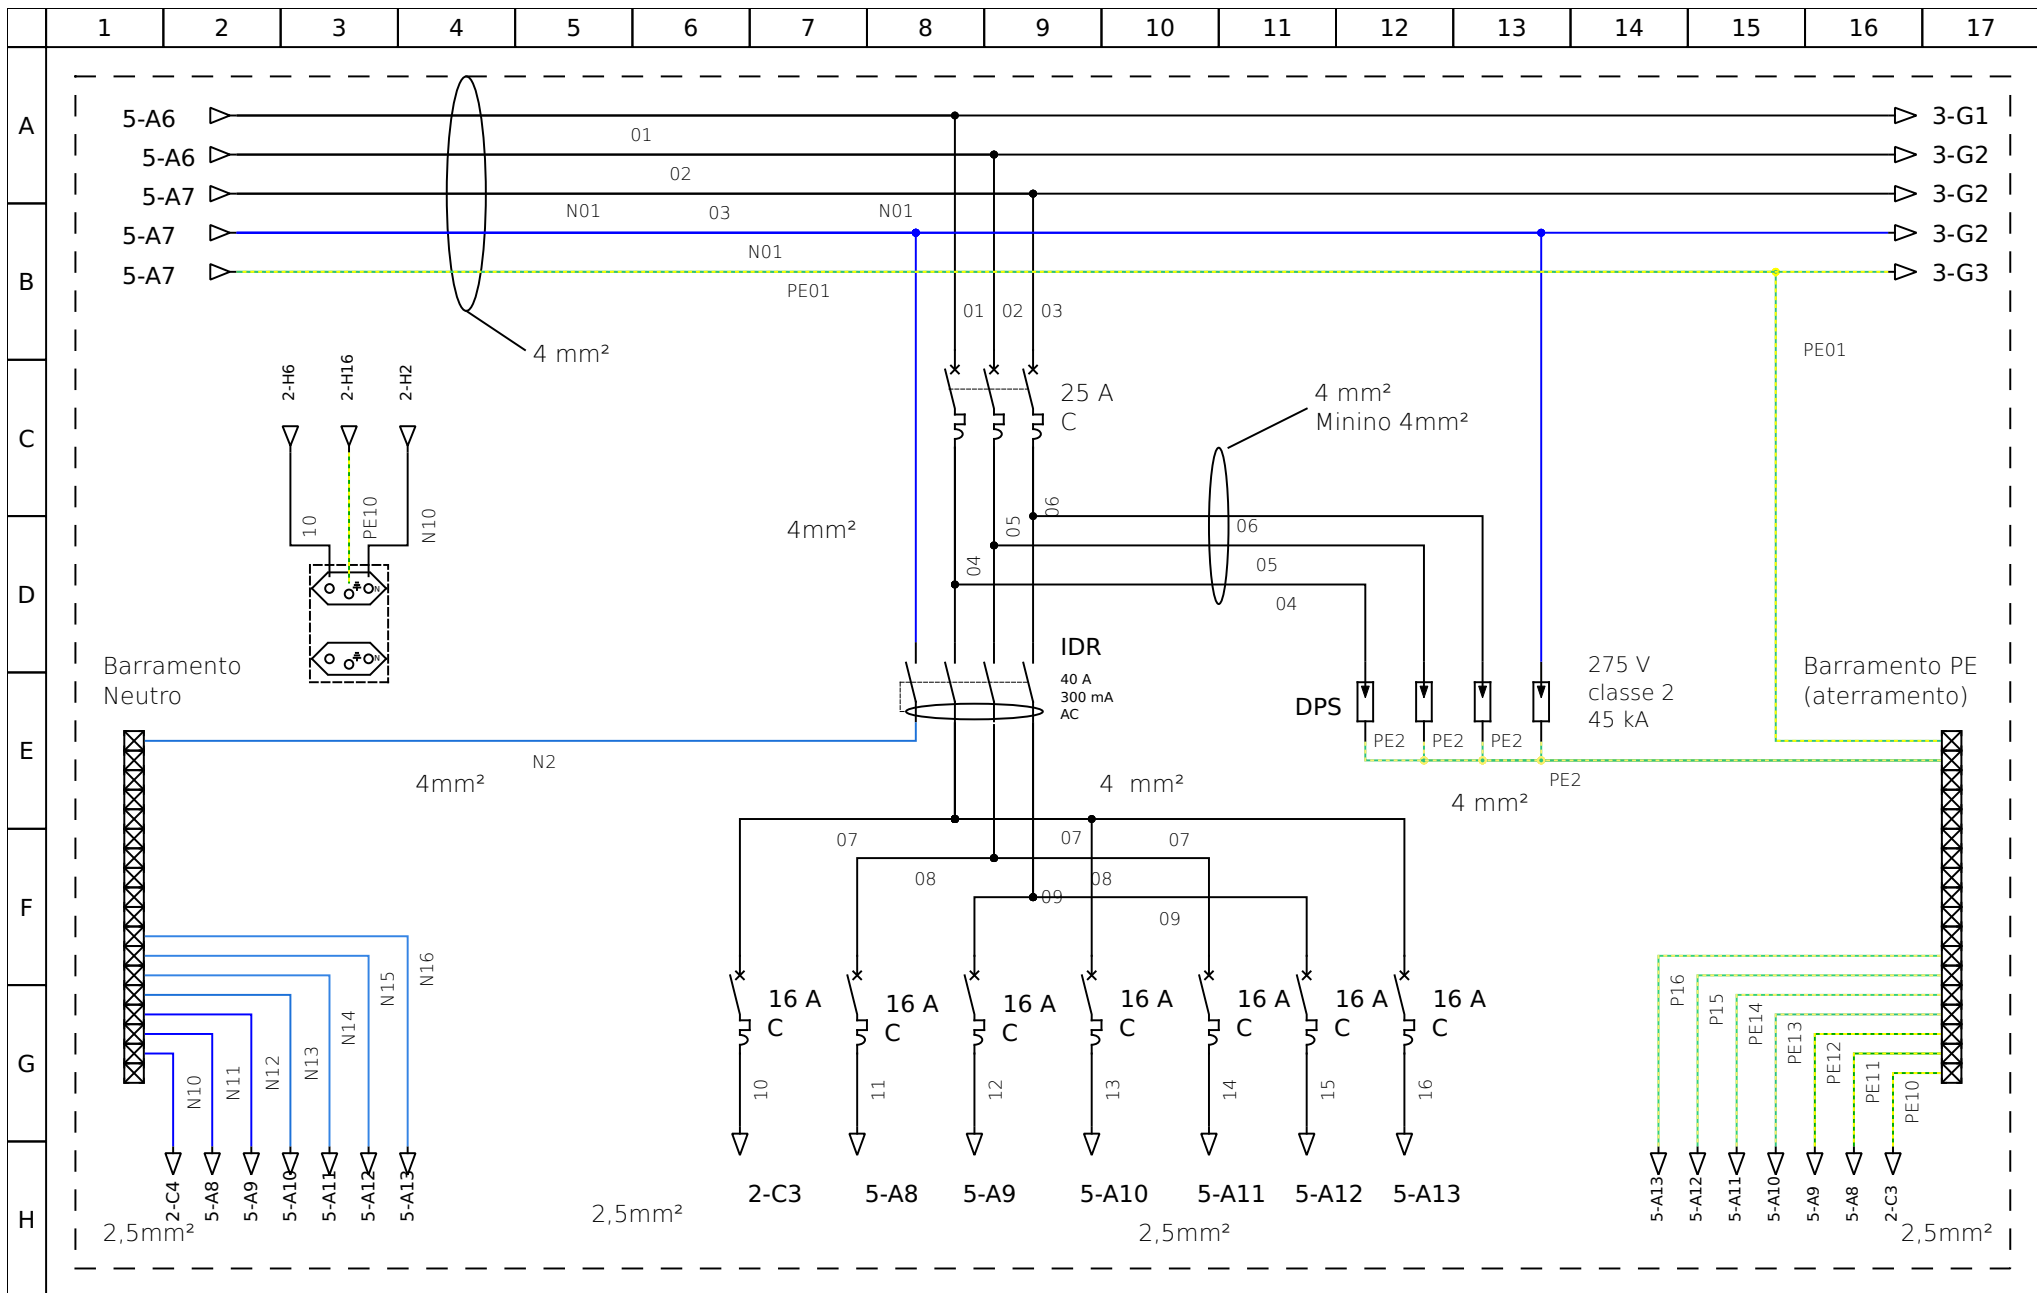 1 2 3 4 5 6 7 8 9 10 11 12 13 14 15 16 17
A
5-A6
3-G1
01
5-A6
3-G2
02
5-A7
3-G2
N01 03 N01
5-A7
3-G2
N01
B
5-A7
3-G3
PE01
01 02 03
4 mm²
PE01
2-H6
2-H16
2-H2
25 A
C
4 mm²
Minino 4mm²
C
10
PE10
N10
4mm²
04
05
06
06
05
04
D
N
N
IDR
40 A
300 mA
AC
DPS
275 V
classe 2
45 kA
Barramento
Neutro
Barramento PE
(aterramento)
E
N2
PE2 PE2 PE2
PE2
4mm²
4 mm²
4 mm²
07 07 07
08 08
09
09
F
N16
N15
N14
N13
N12
N11
N10
16 A
C
16 A
C
16 A
C
16 A
C
16 A
C
16 A
C
16 A
C
P16
P15
PE14
PE13
PE12
PE11
PE10
G
10
11
12
13
14
15
16
2-C4
5-A8
5-A9
5-A10
5-A11
5-A12
5-A13
2-C3 5-A8 5-A9 5-A10 5-A11 5-A12 5-A13
5-A13
5-A12
5-A11
5-A10
5-A9
5-A8
2-C3
H
2,5mm²
2,5mm²
2,5mm²
2,5mm²